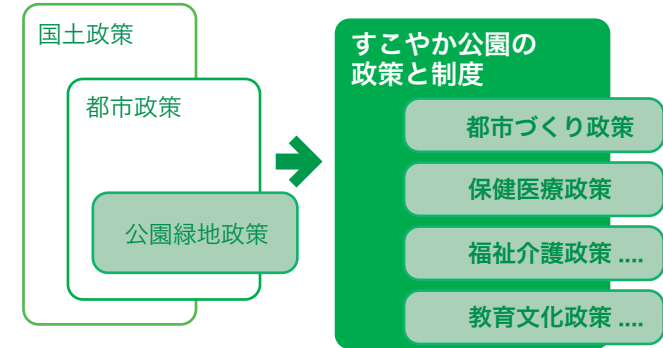 国土政策
都市政策
公園緑地政策
すこやか公園の
政策と制度
都市づくり政策
保健医療政策
福祉介護政策 ....
教育文化政策 ....